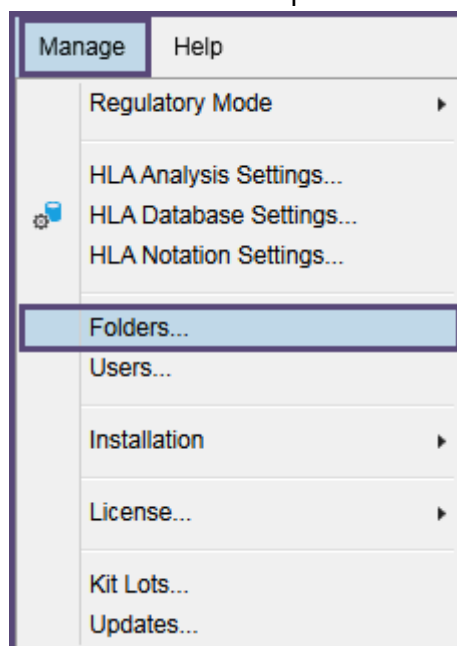 Manage Help
Regulatory Mode
HLA Analysis Settings...
HLA Database Settings...
HLA Notation Settings...
Folders...
Users...
Installation
License...
Kit Lots...
Updates...